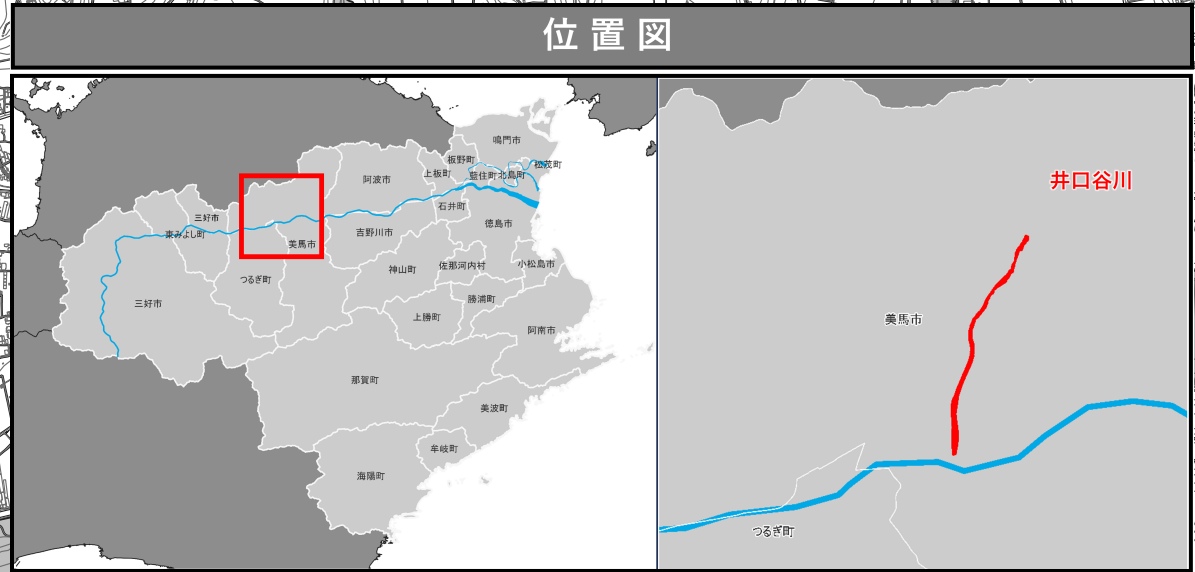 位置図
鳴門市
板野町
松茂町
上板町
藍住町
北島町
阿波市
石井町
三好市
徳島市
東みよし町
吉野川市
美馬市
神山町
佐那河内村
小松島市
つるぎ町
三好市
勝浦町
上勝町
阿南市
那賀町
美波町
牟岐町
海陽町
井口谷川
美馬市
つるぎ町